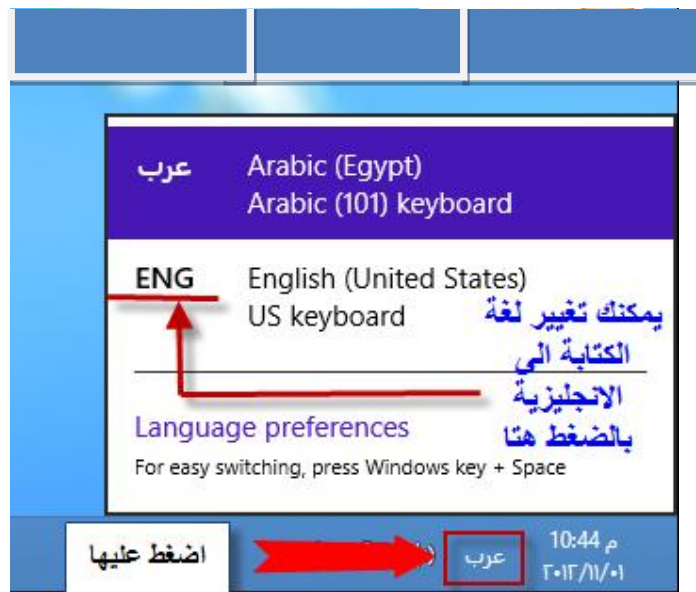 عرب
Arabic (Egypt)
Arabic (101) keyboard
ENG
English (United States)
US keyboard
يمكنك تغيير لغة
الكتابة الى
الانجليزية
بالضغط هتا
Language preferences
For easy switching, press Windows key + Space
اضغط عليها
عرب
10:44 م
٢٠١٢/١١/٠١